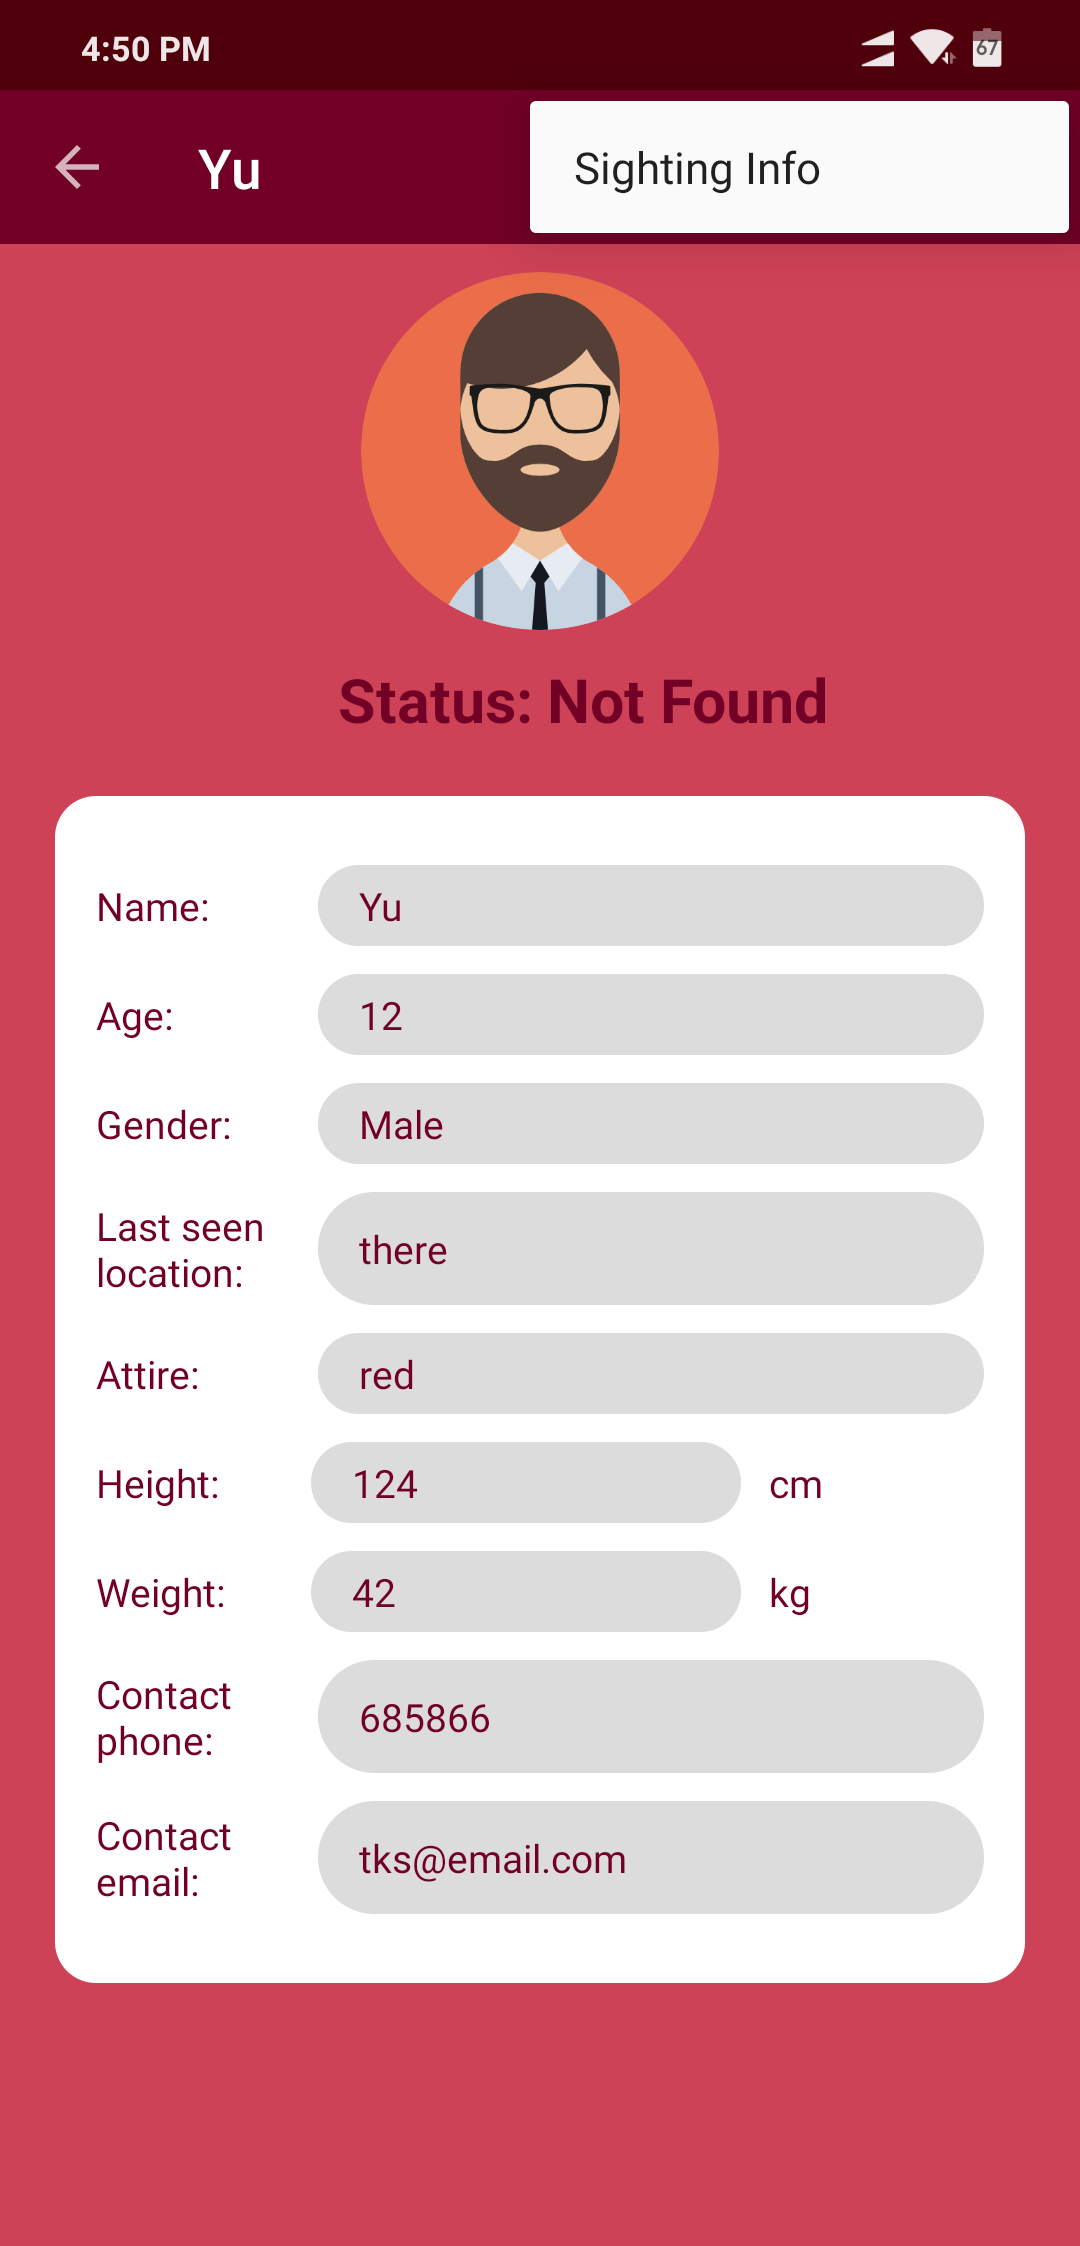 4:50 PM
67
Yu
Sighting Info
Status: Not Found
Name:
Yu
Age:
12
Gender:
Male
Last seen
location:
there
Attire:
red
Height:
124
cm
Weight:
42
kg
Contact
phone:
685866
Contact
email:
tks@email.com